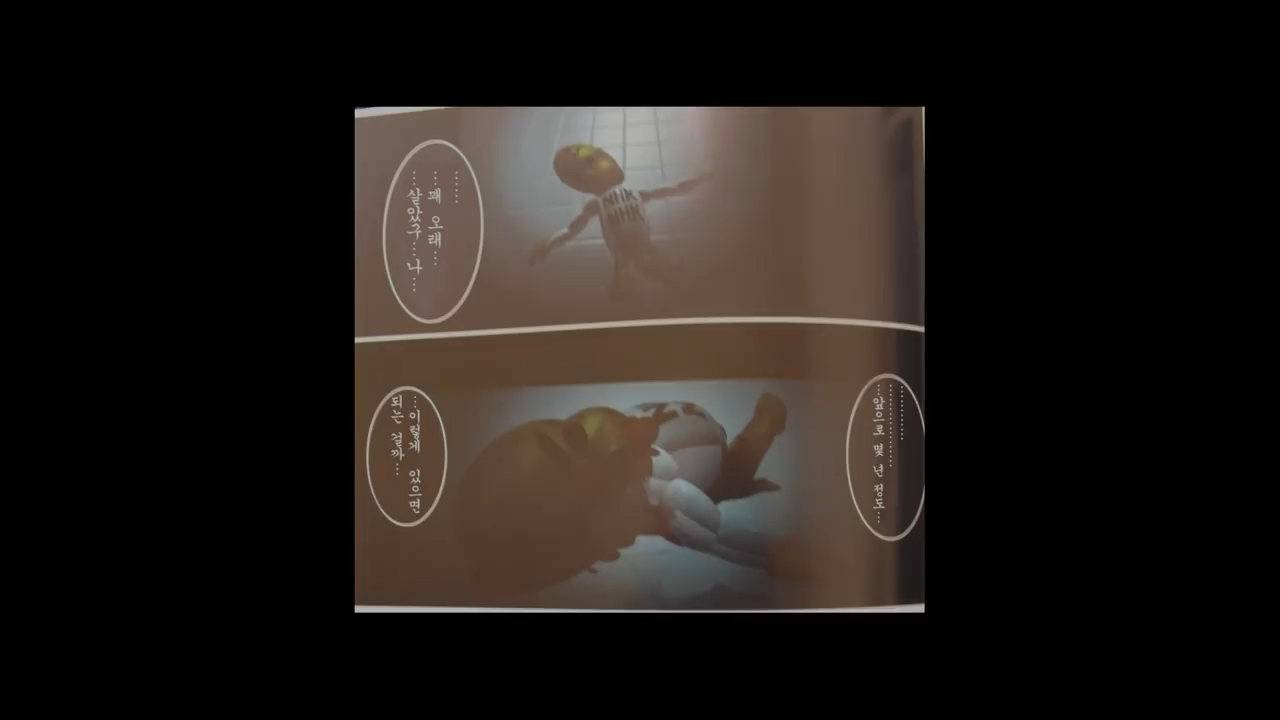 ……
…꽤 오래…
…살았구…나…
NHK
NHK
………
……………
…앞으로 몇 년 정도…
…이렇게 있으면
되는 걸까…